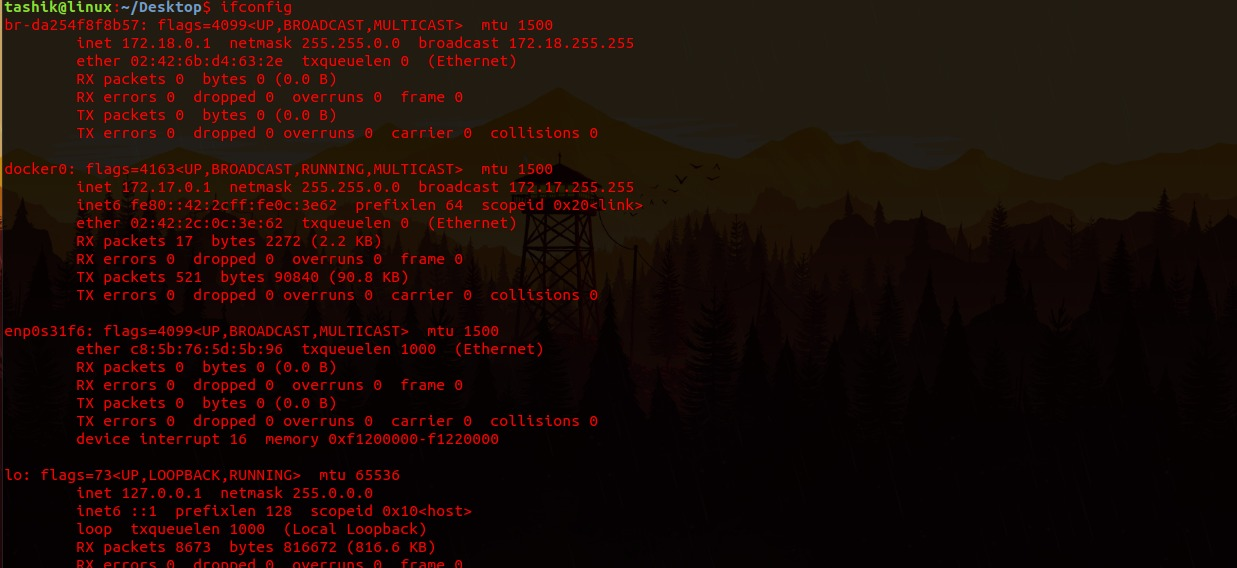 tashik@linux:~/Desktop$ ifconfig
br-da254f8f8b57: flags=4099<UP,BROADCAST,MULTICAST>  mtu 1500
        inet 172.18.0.1  netmask 255.255.0.0  broadcast 172.18.255.255
        ether 02:42:6b:d4:63:2e  txqueuelen 0  (Ethernet)
        RX packets 0  bytes 0 (0.0 B)
        RX errors 0  dropped 0  overruns 0  frame 0
        TX packets 0  bytes 0 (0.0 B)
        TX errors 0  dropped 0 overruns 0  carrier 0  collisions 0

docker0: flags=4163<UP,BROADCAST,RUNNING,MULTICAST>  mtu 1500
        inet 172.17.0.1  netmask 255.255.0.0  broadcast 172.17.255.255
        inet6 fe80::42:2cff:fe0c:3e62  prefixlen 64  scopeid 0x20<link>
        ether 02:42:2c:0c:3e:62  txqueuelen 0  (Ethernet)
        RX packets 17  bytes 2272 (2.2 KB)
        RX errors 0  dropped 0  overruns 0  frame 0
        TX packets 521  bytes 90840 (90.8 KB)
        TX errors 0  dropped 0 overruns 0  carrier 0  collisions 0

enp0s31f6: flags=4099<UP,BROADCAST,MULTICAST>  mtu 1500
        ether c8:5b:76:5d:5b:96  txqueuelen 1000  (Ethernet)
        RX packets 0  bytes 0 (0.0 B)
        RX errors 0  dropped 0  overruns 0  frame 0
        TX packets 0  bytes 0 (0.0 B)
        TX errors 0  dropped 0 overruns 0  carrier 0  collisions 0
        device interrupt 16  memory 0xf1200000-f1220000

lo: flags=73<UP,LOOPBACK,RUNNING>  mtu 65536
        inet 127.0.0.1  netmask 255.0.0.0
        inet6 ::1  prefixlen 128  scopeid 0x10<host>
        loop  txqueuelen 1000  (Local Loopback)
        RX packets 8673  bytes 816672 (816.6 KB)
        RX errors 0  dropped 0  overruns 0  frame 0